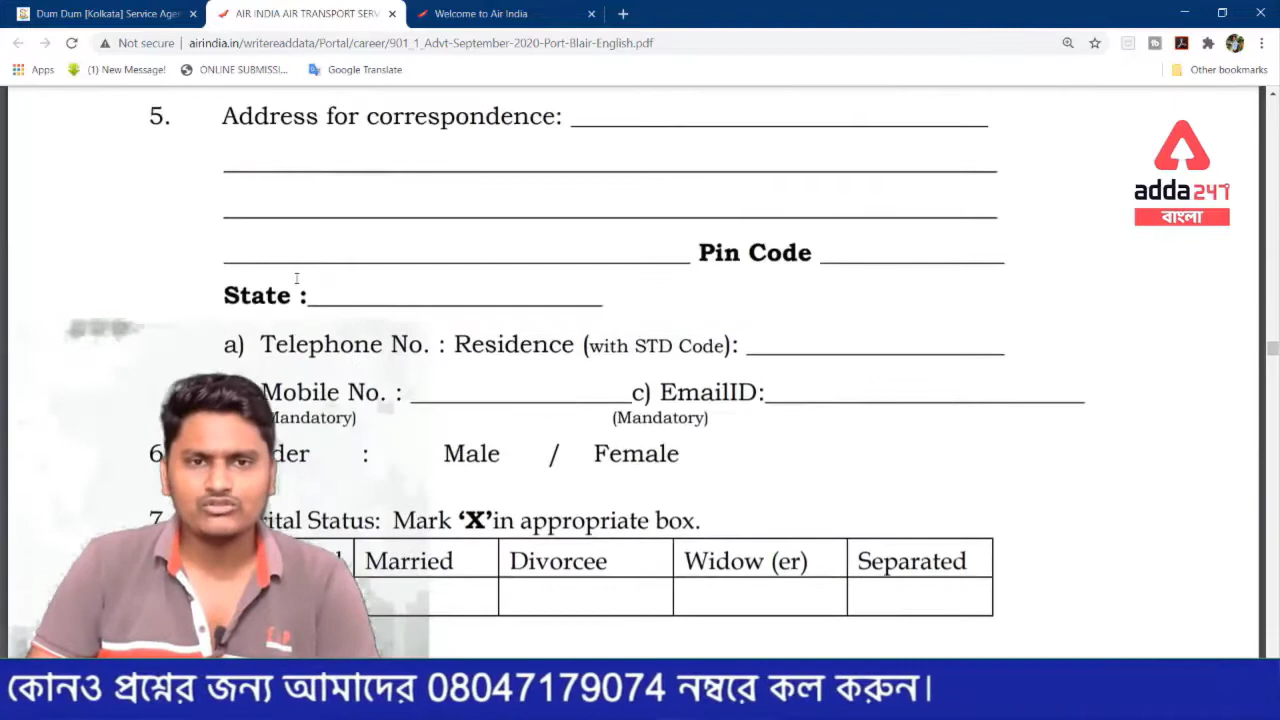 Dum Dum [Kolkata] Service Agen
AIR INDIA AIR TRANSPORT SERV
Welcome to Air India
Not secure
airindia.in/writereaddata/Portal/career/901_1_Advt-September-2020-Port-Blair-English.pdf
Apps
(1) New Message!
ONLINE SUBMISSI...
Google Translate
Other bookmarks
5. Address for correspondence:
Pin Code
State :
a) Telephone No. : Residence (with STD Code):
Mobile No. : c) EmailID:
Mandatory) (Mandatory)
6 der : Male / Female
7 rital Status: Mark ‘X’in appropriate box.
d Married Divorcee Widow (er) Separated
adda247
বাংলা
কোনও প্রশ্নের জন্য আমাদের 08047179074 নম্বরে কল করুন।